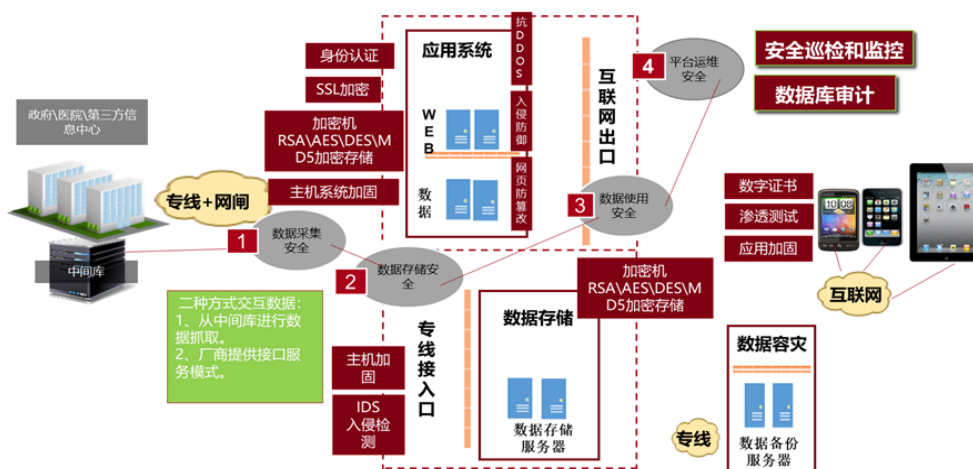 政府\医院\第三方信
息中心
专线+网闸
中间库
二种方式交互数据：
1、从中间库进行数
据抓取。
2、厂商提供接口服
务模式。
身份认证
SSL加密
加密机
RSA\AES\DES\M
D5加密存储
主机系统加固
1
数据采集
安全
2
数据存储安
全
主机加
固
IDS
入侵检
测
专线接入口
应用系统
WEB
数据
抗DDOS
入侵防御
网页防篡改
互联网出口
3
数据使用
安全
4
平台运维
安全
安全巡检和监控
数据库审计
数字证书
渗透测试
应用加固
互联网
加密机
RSA\AES\DES\M
D5加密存储
数据存储
数据存储
服务器
数据容灾
数据备份
服务器
专线